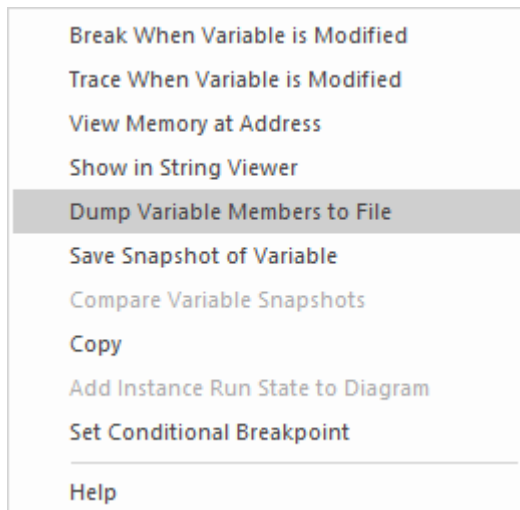 Break When Variable is Modified
Trace When Variable is Modified
View Memory at Address
Show in String Viewer
Dump Variable Members to File
Save Snapshot of Variable
Compare Variable Snapshots
Copy
Add Instance Run State to Diagram
Set Conditional Breakpoint
Help